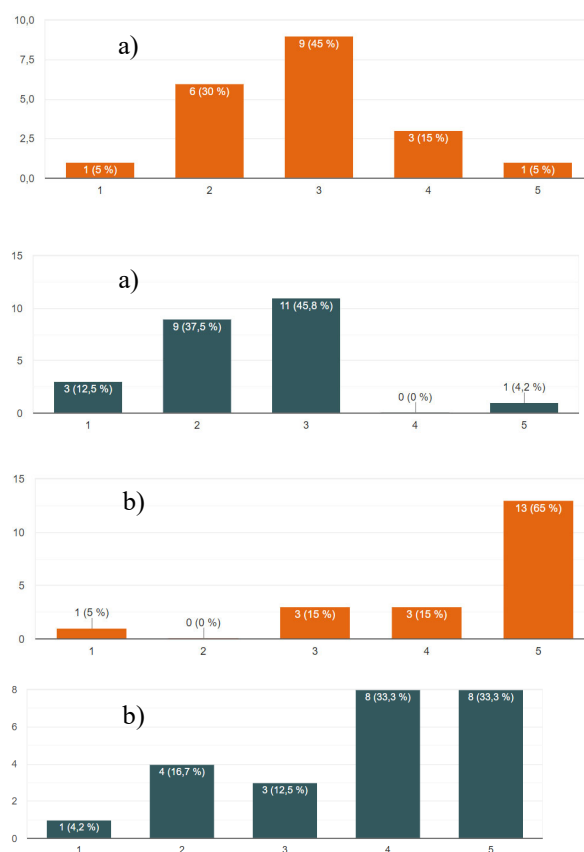 10,0
a)
9 (45 %)
7,5
6 (30 %)
5,0
2,5
3 (15 %)
1 (5 %)
1 (5 %)
0,0
1 2 3 4 5
15
a)
11 (45,8 %)
10
9 (37,5 %)
5
3 (12,5 %)
0 (0 %)
1 (4,2 %)
0
1 2 3 4 5
15
b)
13 (65 %)
10
5
1 (5 %)
0 (0 %)
3 (15 %)
3 (15 %)
0
1 2 3 4 5
8
b)
8 (33,3 %)
8 (33,3 %)
6
4
4 (16,7 %)
3 (12,5 %)
2
1 (4,2 %)
0
1 2 3 4 5